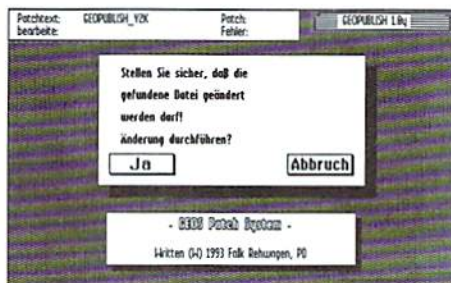 Patchtext: GEOPUBLISH_Y2K Patch:
bearbeite: Fehler:
GEOPUBLISH 1.0y
Stellen Sie sicher, daß die
gefundene Datei geändert
werden darf!
Änderung durchführen?
Ja Abbruch
- GEOS Patch System -
Written (W) 1993 Falk Rehwagen, PD